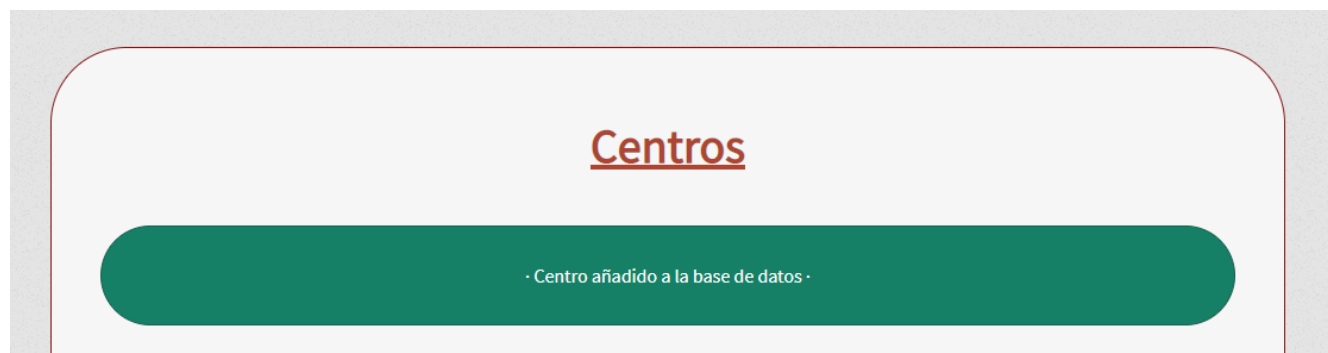 Centros
· Centro añadido a la base de datos ·